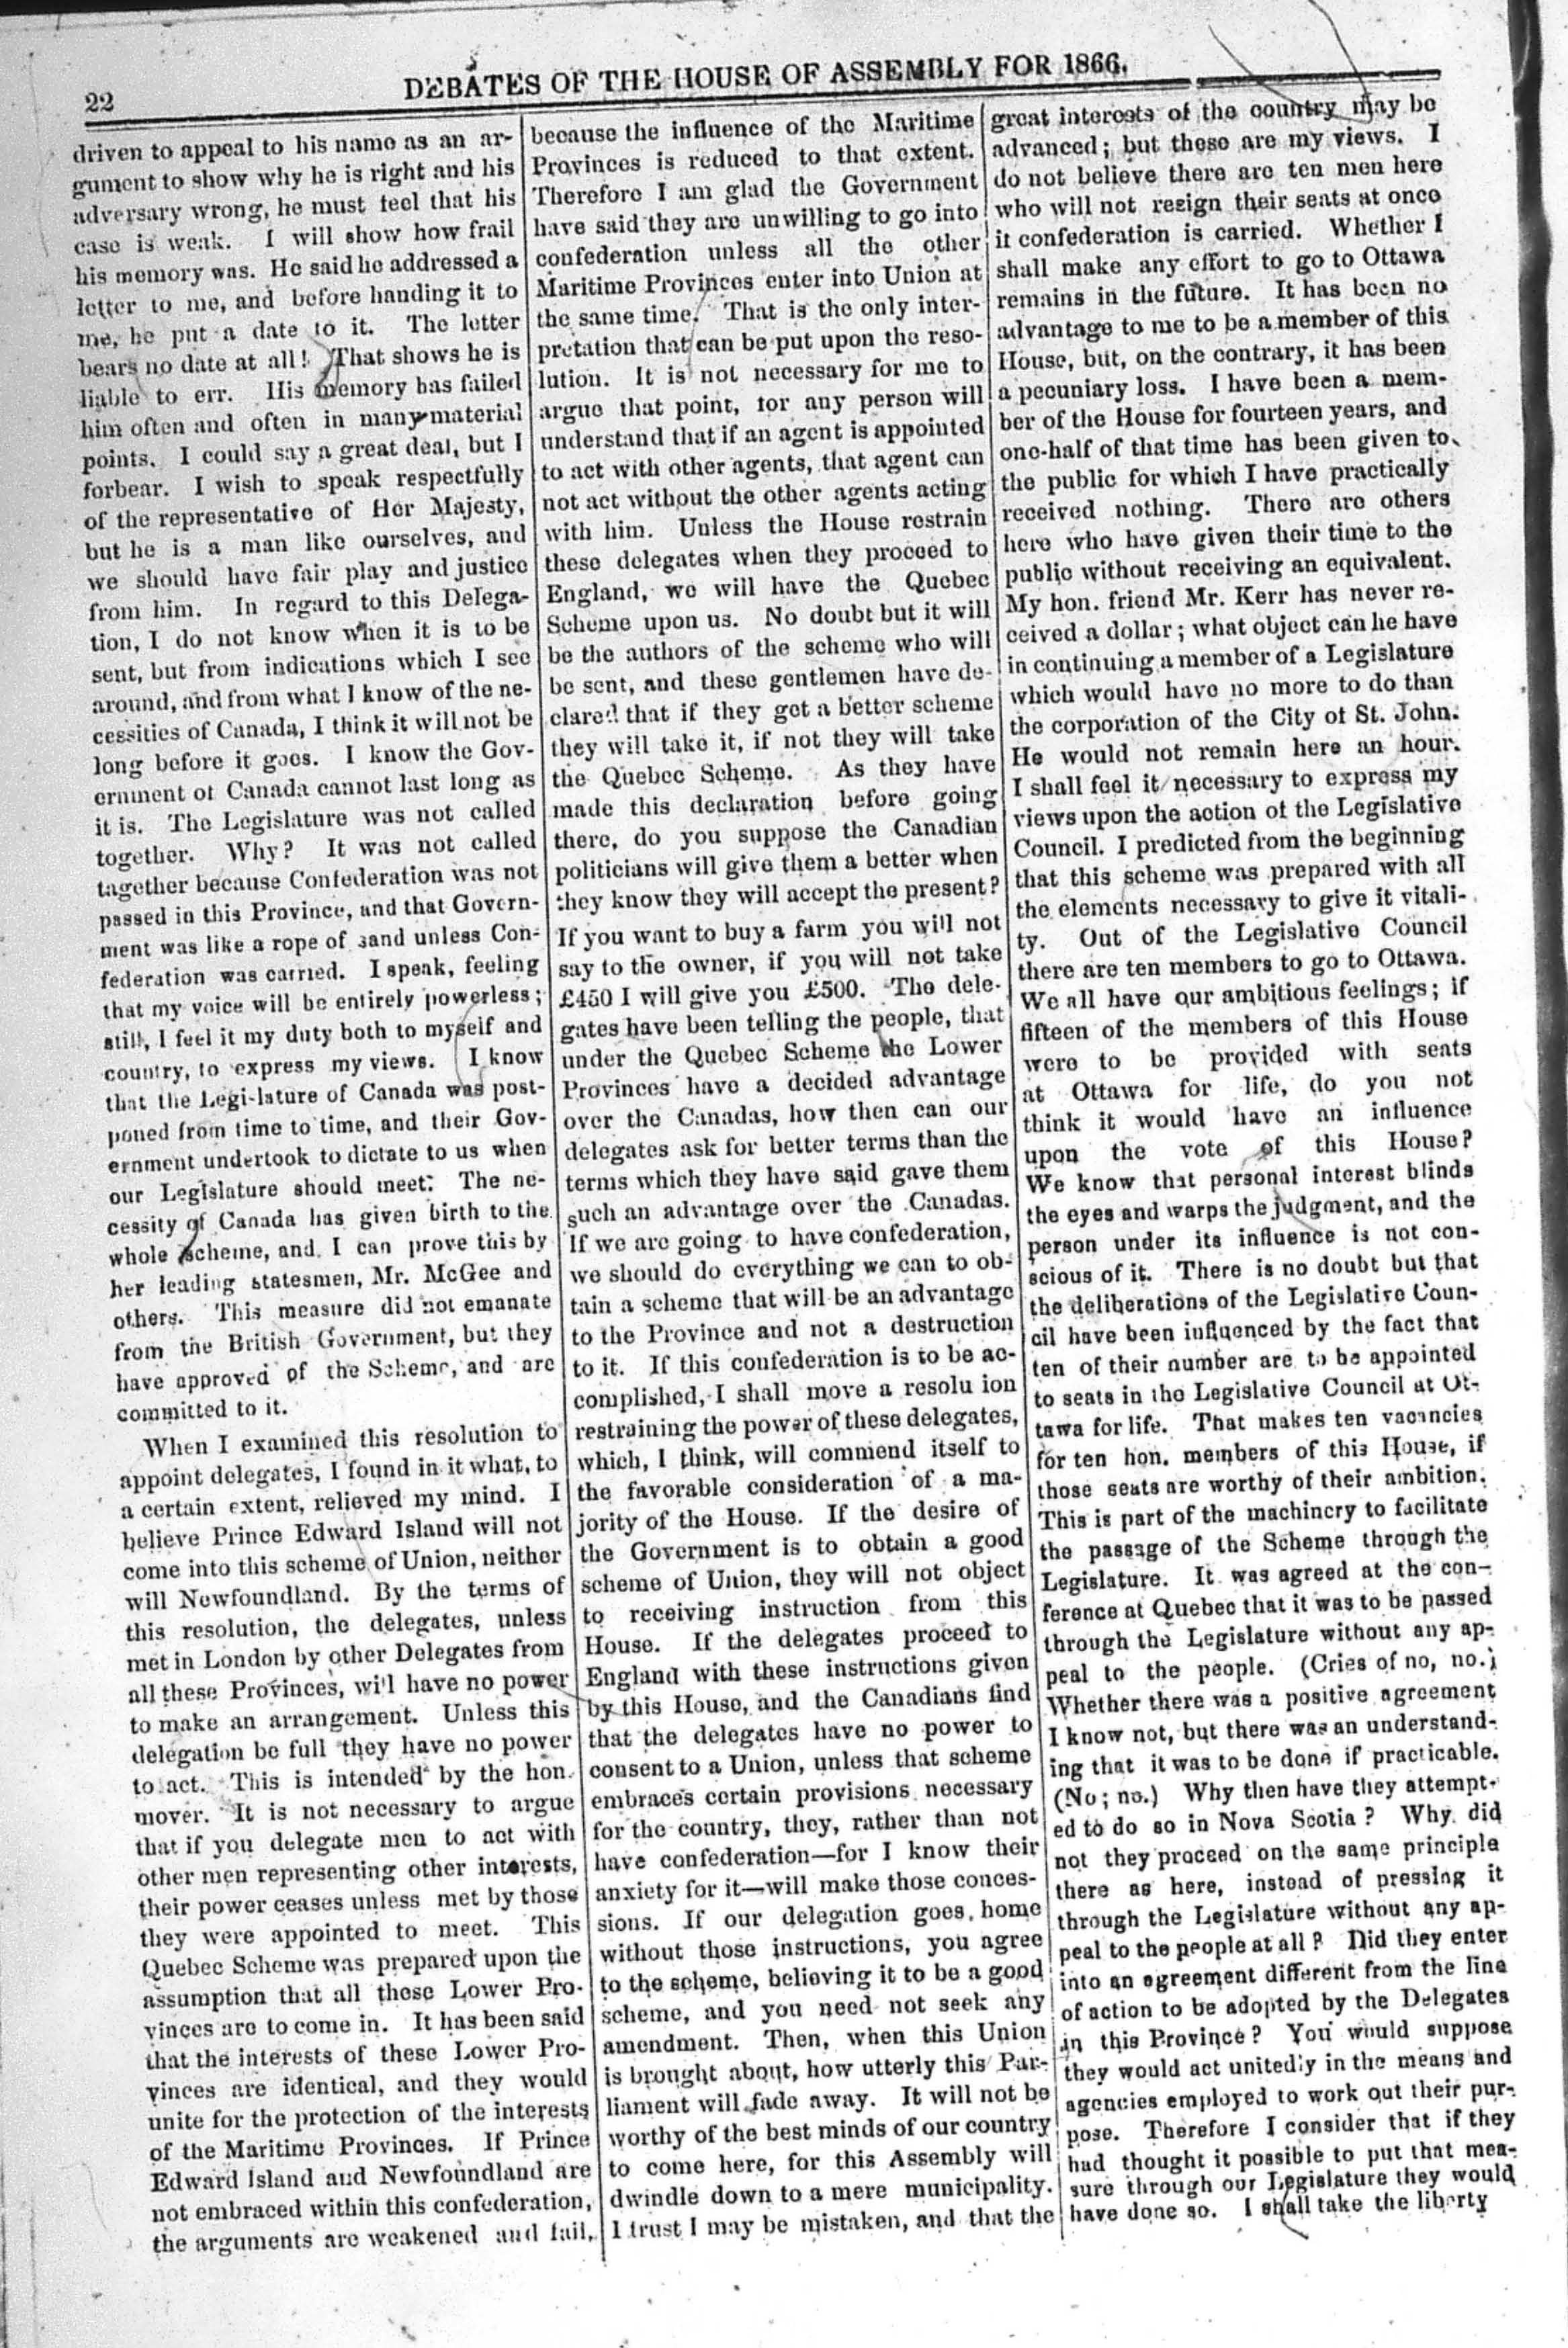 22
DEBATES OF THE HOUSE OF ASSEMBLY FOR 1866.
driven to appeal to his name as an ar-
gument to show why he is right and his
adversary wrong, he must feel that his
case is weak. I will show how frail
his memory was. He said he addressed a
letter to me, and before handing it to
me, he put a date to it. The letter
bears no date at all! That shows he is
liable to err. His memory has failed
him often and often in many material
points. I could say a great deal, but I
forbear. I wish to speak respectfully
of the representative of Her Majesty,
but he is a man like ourselves, and
we should have fair play and justice
from him. In regard to this Delega-
tion, I do not know when it is to be
sent, but from indications which I see
around, and from what I know of the ne-
cessities of Canada, I think it will not be
long before it goes. I know the Gov-
ernment of Canada cannot last long as
it is. The Legislature was not called
together. Why? It was not called
tagether because Confederation was not
passed in this Province, and that Govern-
ment was like a rope of sand unless Con-
federation was carried. I speak, feeling
that my voice will be entirely powerless;
still, I feel it my duty both to myself and
country, to express my views. I know
that the Legislature of Canada was post-
poned from time to time, and their Gov-
ernment undertook to dictate to us when
our Legislature should meet. The ne-
cessity of Canada has given birth to the
whole scheme, and I can prove this by
her leading statesmen, Mr. McGee and
others. This measure did not emanate
from the British Government, but they
have approved of the Scheme, and are
committed to it.
When I examined this resolution to
appoint delegates, I found in it what, to
a certain extent, relieved my mind. I
believe Prince Edward Island will not
come into this scheme of Union, neither
will Newfoundland. By the terms of
this resolution, the delegates, unless
met in London by other Delegates from
all these Provinces, will have no power
to make an arrangement. Unless this
delegation be full they have no power
to act. This is intended by the hon.
mover. It is not necessary to argue
that if you delegate men to act with
other men representing other interests,
their power ceases unless met by those
they were appointed to meet. This
Quebec Scheme was prepared upon the
assumption that all these Lower Pro-
vinces are to come in. It has been said
that the interests of these Lower Pro-
vinces are identical, and they would
unite for the protection of the interests
of the Maritime Provinces. If Prince
Edward Island and Newfoundland are
not embraced within this confederation,
the arguments are weakened and fail,
because the influence of the Maritime
Provinces is reduced to that extent.
Therefore I am glad the Government
have said they are unwilling to go into
confederation unless all the other
Maritime Provinces enter into Union at
the same time. That is the only inter-
pretation that can be put upon the reso-
lution. It is not necessary for me to
argue that point, for any person will
understand that if an agent is appointed
to act with other agents, that agent can
not act without the other agents acting
with him. Unless the House restrain
these delegates when they proceed to
England, we will have the Quebec
Scheme upon us. No doubt but it will
be the authors of the scheme who will
be sent, and these gentlemen have de-
clared that if they get a better scheme
they will take it, if not they will take
the Quebec Scheme. As they have
made this declaration before going
there, do you suppose the Canadian
politicians will give them a better when
they know they will accept the present?
If you want to buy a farm you will not
say to the owner, if you will not take
£450 I will give you £500. The dele-
gates have been telling the people, that
under the Quebec Scheme the Lower
Provinces have a decided advantage
over the Canadas, how then can our
delegates ask for better terms than the
terms which they have said gave them
such an advantage over the Canadas.
If we are going to have confederation,
we should do everything we can to ob-
tain a scheme that will be an advantage
to the Province and not a destruction
to it. If this confederation is to be ac-
complished, I shall move a resolu ion
restraining the power of these delegates,
which, I think, will commend itself to
the favorable consideration of a ma-
jority of the House. If the desire of
the Government is to obtain a good
scheme of Union, they will not object
to receiving instruction from this
House. If the delegates proceed to
England with these instructions given
by this House, and the Canadians find
that the delegates have no power to
consent to a Union, unless that scheme
embraces certain provisions necessary
for the country, they, rather than not
have confederation—for I know their
anxiety for it—will make those conces-
sions. If our delegation goes home
without those instructions, you agree
to the scheme, believing it to be a good
scheme, and you need not seek any
amendment. Then, when this Union
is brought about, how utterly this Par-
liament will fade away. It will not be
worthy of the best minds of our country
to come here, for this Assembly will
dwindle down to a mere municipality.
I trust I may be mistaken, and that the
great interests of the country may be
advanced; but these are my views. I
do not believe there are ten men here
who will not resign their seats at once
it confederation is carried. Whether I
shall make any effort to go to Ottawa
remains in the future. It has been no
advantage to me to be a member of this
House, but, on the contrary, it has been
a pecuniary loss. I have been a mem-
ber of the House for fourteen years, and
one-half of that time has been given to
the public for which I have practically
received nothing. There are others
here who have given their time to the
public without receiving an equivalent.
My hon. friend Mr. Kerr has never re-
ceived a dollar; what object can he have
in continuing a member of a Legislature
which would have no more to do than
the corporation of the City of St. John.
He would not remain here an hour.
I shall feel it necessary to express my
views upon the action of the Legislative
Council. I predicted from the beginning
that this scheme was prepared with all
the elements necessary to give it vitali-
ty. Out of the Legislative Council
there are ten members to go to Ottawa.
We all have our ambitious feelings; if
fifteen of the members of this House
were to be provided with seats
at Ottawa for life, do you not
think it would have an influence
upon the vote of this House?
We know that personal interest blinds
the eyes and warps the judgment, and the
person under its influence is not con-
scious of it. There is no doubt but that
the deliberations of the Legislative Coun-
cil have been influenced by the fact that
ten of their number are to be appointed
to seats in the Legislative Council at Ot-
tawa for life. That makes ten vacancies
for ten hon. members of this House, if
those seats are worthy of their ambition.
This is part of the machinery to facilitate
the passage of the Scheme through the
Legislature. It was agreed at the con-
ference at Quebec that it was to be passed
through the Legislature without any ap-
peal to the people. (Cries of no, no.)
Whether there was a positive agreement
I know not, but there was an understand-
ing that it was to be done if practicable.
(No; no.) Why then have they attempt-
ed to do so in Nova Scotia? Why did
not they proceed on the same principle
there as here, instead of pressing it
through the Legislature without any ap-
peal to the people at all? Did they enter
into an agreement different from the line
of action to be adopted by the Delegates
in this Province? You would suppose
they would act unitedly in the means and
agencies employed to work out their pur-
pose. Therefore I consider that if they
had thought it possible to put that mea-
sure through our Legislature they would
have done so. I shall take the liberty